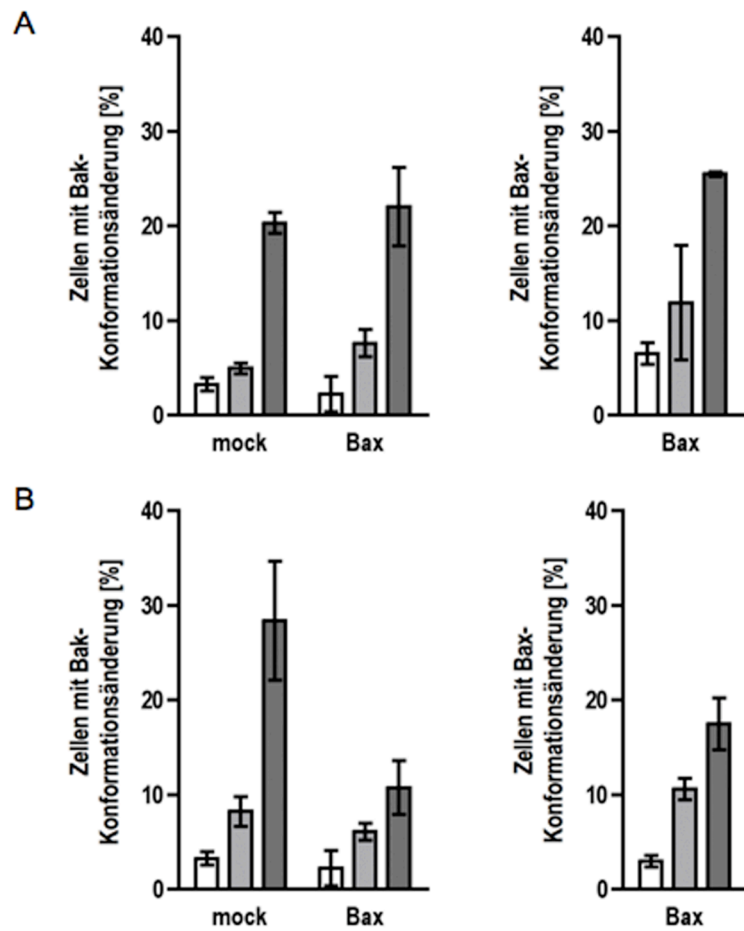 A
40
30
20
10
0
Zellen mit Bak-
Konformationsänderung [%]
mock Bax
40
30
20
10
0
Zellen mit Bax-
Konformationsänderung [%]
Bax
B
40
30
20
10
0
Zellen mit Bak-
Konformationsänderung [%]
mock Bax
40
30
20
10
0
Zellen mit Bax-
Konformationsänderung [%]
Bax